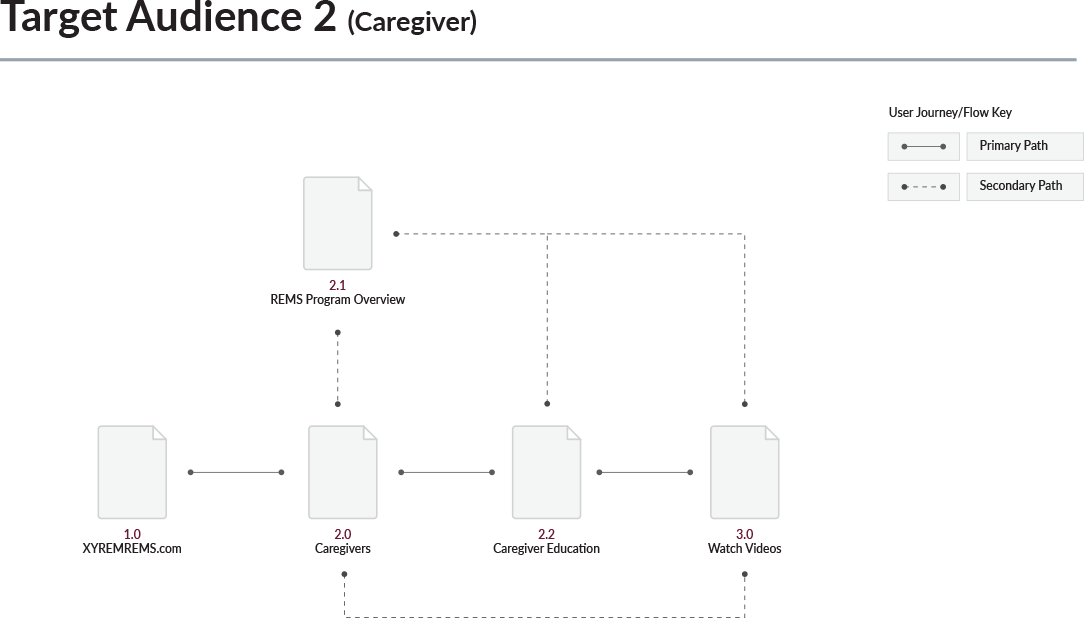 Target Audience 2 (Caregiver)
User Journey/Flow Key
Primary Path
Secondary Path
2.1
REMS Program Overview
1.0
XYREMREMS.com
2.0
Caregivers
2.2
Caregiver Education
3.0
Watch Videos